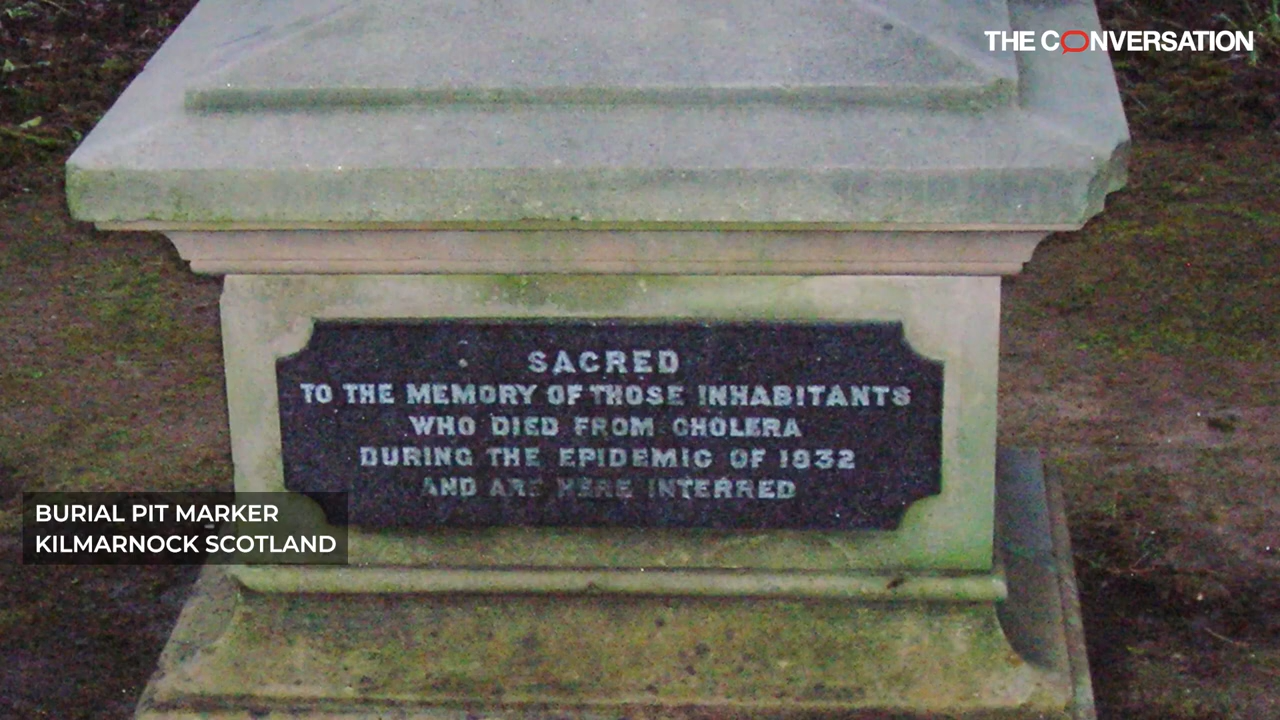 THE CONVERSATION
SACRED
TO THE MEMORY OF THOSE INHABITANTS
WHO DIED FROM CHOLERA
DURING THE EPIDEMIC OF 1832
AND ARE HERE INTERRED
BURIAL PIT MARKER
KILMARNOCK SCOTLAND